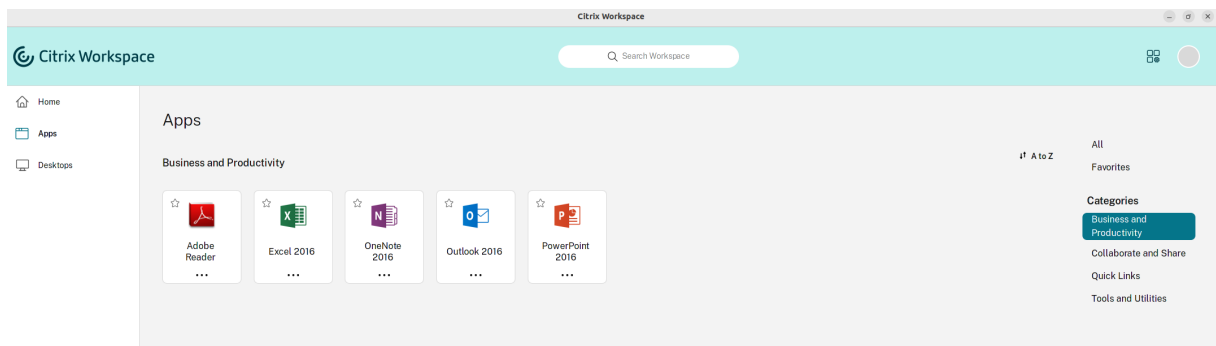 Citrix Workspace
Citrix Workspace
Search Workspace
Home
Apps
Desktops
Apps
Business and Productivity
A to Z
Adobe
Reader
Excel 2016
OneNote
2016
Outlook 2016
PowerPoint
2016
All
Favorites
Categories
Business and
Productivity
Collaborate and Share
Quick Links
Tools and Utilities